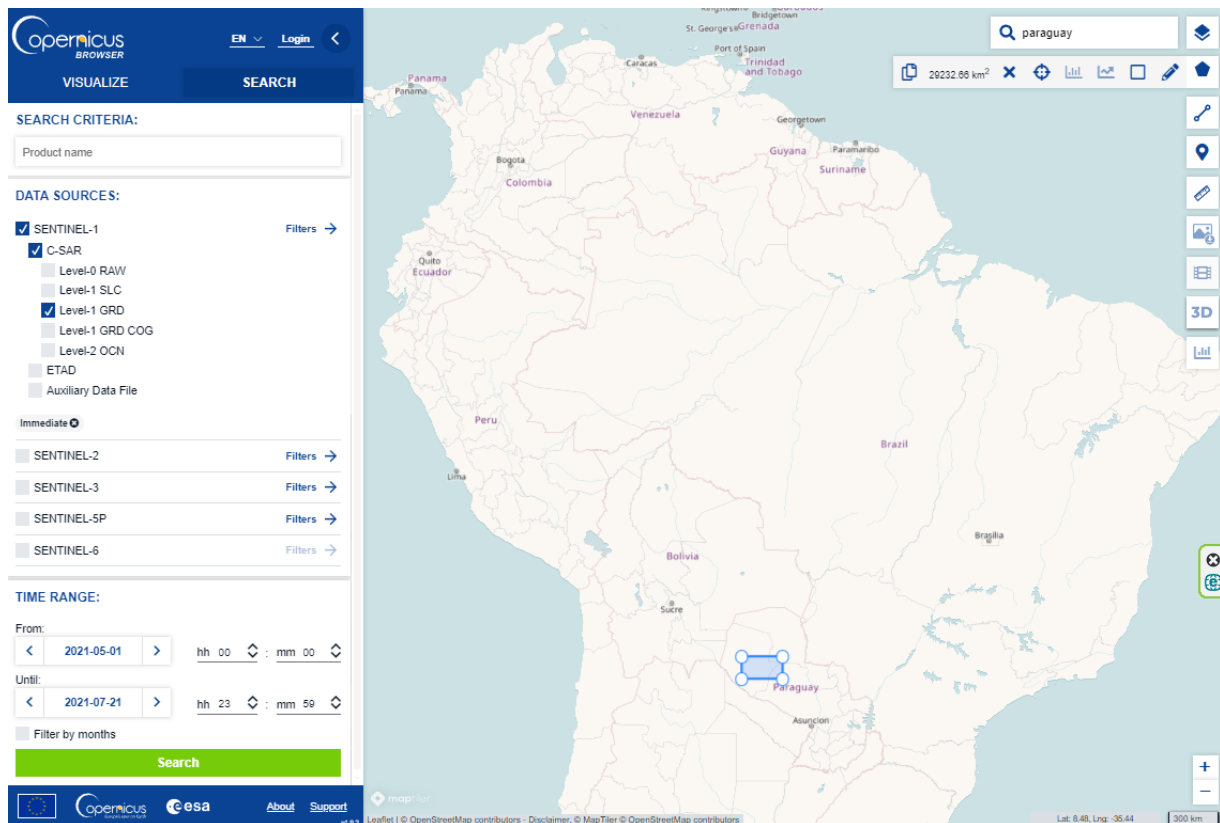 Copernicus
BROWSER
EN
Login
VISUALIZE
SEARCH
SEARCH CRITERIA:
Product name
DATA SOURCES:
SENTINEL-1
Filters →
C-SAR
Level-0 RAW
Level-1 SLC
Level-1 GRD
Level-1 GRD COG
Level-2 OCN
ETAD
Auxiliary Data File
Immediate
SENTINEL-2
Filters →
SENTINEL-3
Filters →
SENTINEL-5P
Filters →
SENTINEL-6
Filters →
TIME RANGE:
From:
2021-05-01
hh 00 : mm 00
Until:
2021-07-21
hh 23 : mm 59
Filter by months
Search
Copernicus
esa
About
Support
paraguay
29232.66 km²
3D
Bridgetown
St. George's
Grenada
Port of Spain
Trinidad
and Tobago
Caracas
Panama
Panama
Venezuela
Georgetown
Guyana
Paramaribo
Suriname
Bogota
Colombia
Quito
Ecuador
Peru
Brazil
Lima
Brasília
Bolivia
Sucre
Paraguay
Asuncion
maptiler
Leaflet | © OpenStreetMap contributors - Disclaimer, © MapTiler © OpenStreetMap contributors
Lat: 8.48, Lng: -35.44
300 km